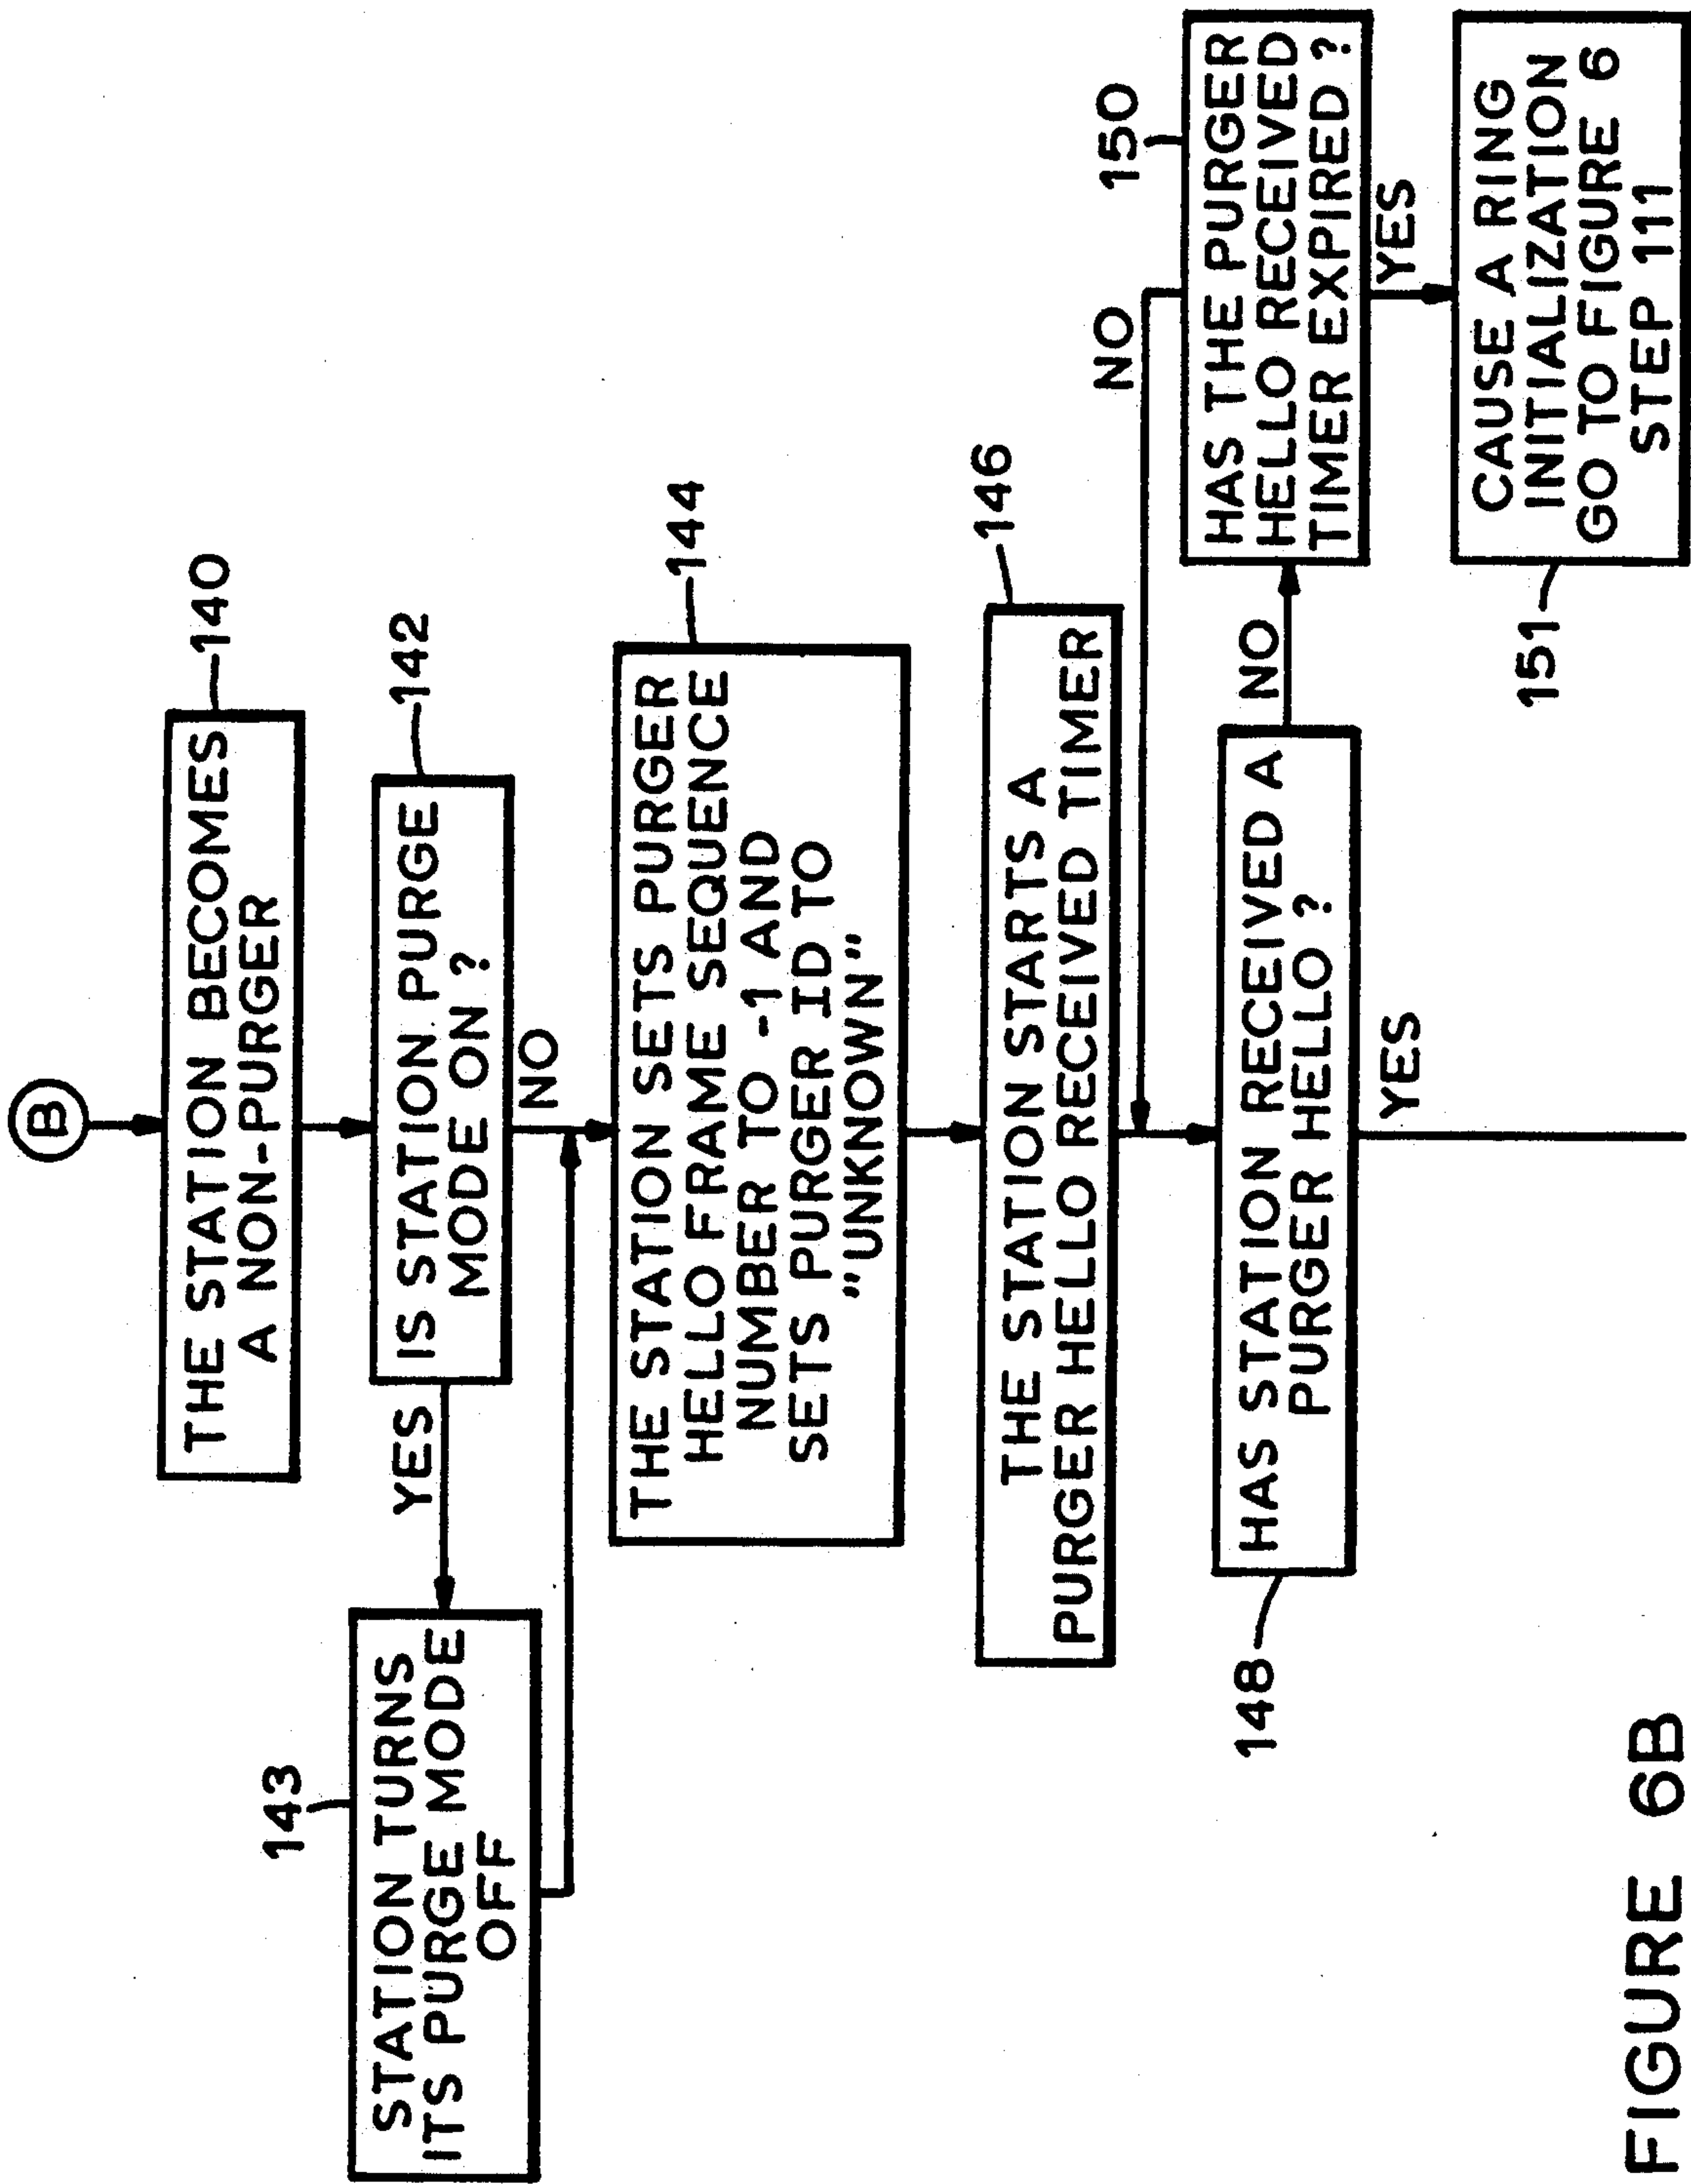 B
THE STATION BECOMES
A NON-PURGER
140
IS STATION PURGE
MODE ON ?
142
YES
NO
143
STATION TURNS
ITS PURGE MODE
OFF
THE STATION SETS PURGER
HELLO FRAME SEQUENCE
NUMBER TO -1 AND
SETS PURGER ID TO
"UNKNOWN"
144
THE STATION STARTS A
PURGER HELLO RECEIVED TIMER
146
HAS STATION RECEIVED A
PURGER HELLO ?
148
NO
YES
NO
150
HAS THE PURGER
HELLO RECEIVED
TIMER EXPIRED ?
YES
CAUSE A RING
INITIALIZATION
GO TO FIGURE 6
STEP 111
151
FIGURE 6B